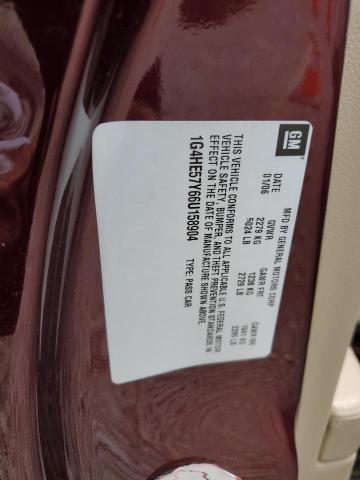 GM
MFD BY GENERAL MOTORS CORP
DATE GVWR GAWR FRT GAWR RR
01/06 2279 KG 1238 KG 1041 KG
5024 LB 2729 LB 2295 LB
THIS VEHICLE CONFORMS TO ALL APPLICABLE U.S. FEDERAL MOTOR
VEHICLE SAFETY, BUMPER, AND THEFT PREVENTION STANDARDS IN
EFFECT ON THE DATE OF MANUFACTURE SHOWN ABOVE.
1G4HE57Y66U158904 TYPE: PASS CAR